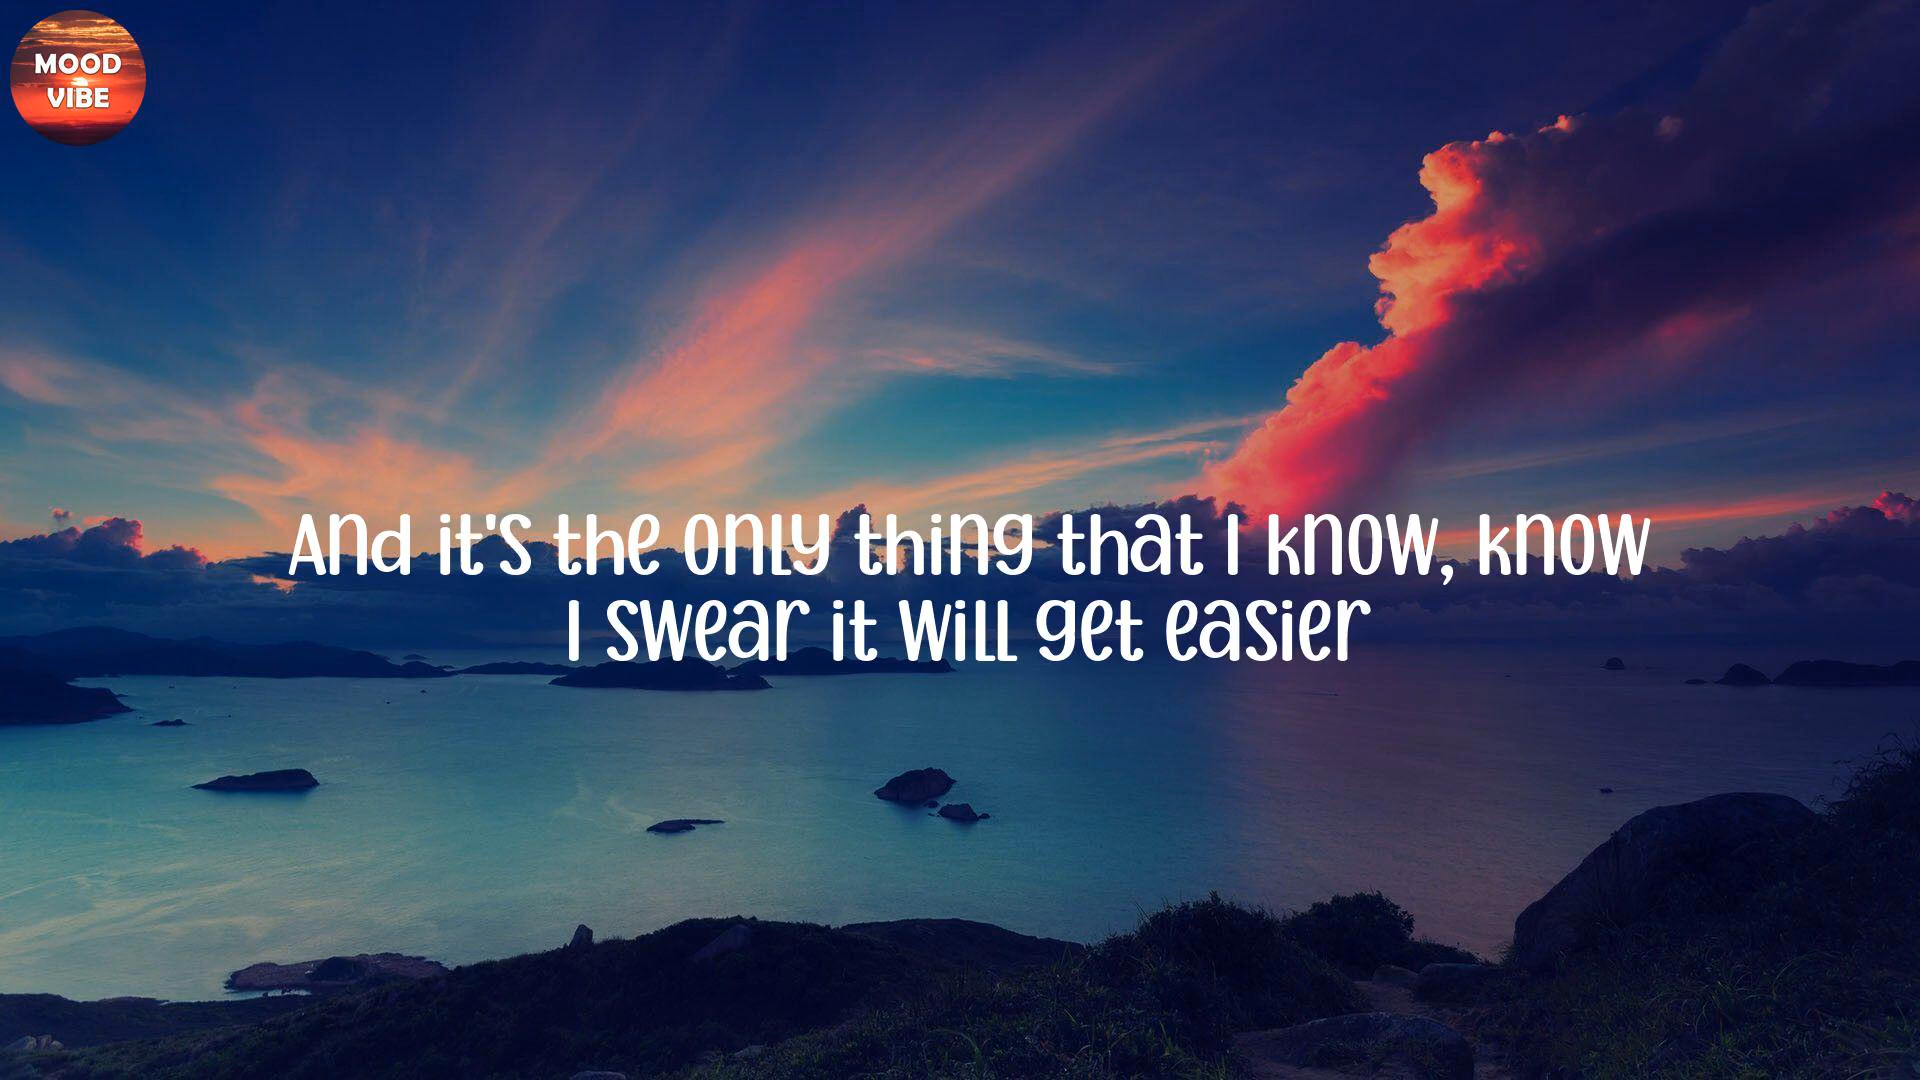 MOOD
VIBE
And it's the only thing that I know, know
I swear it will get easier